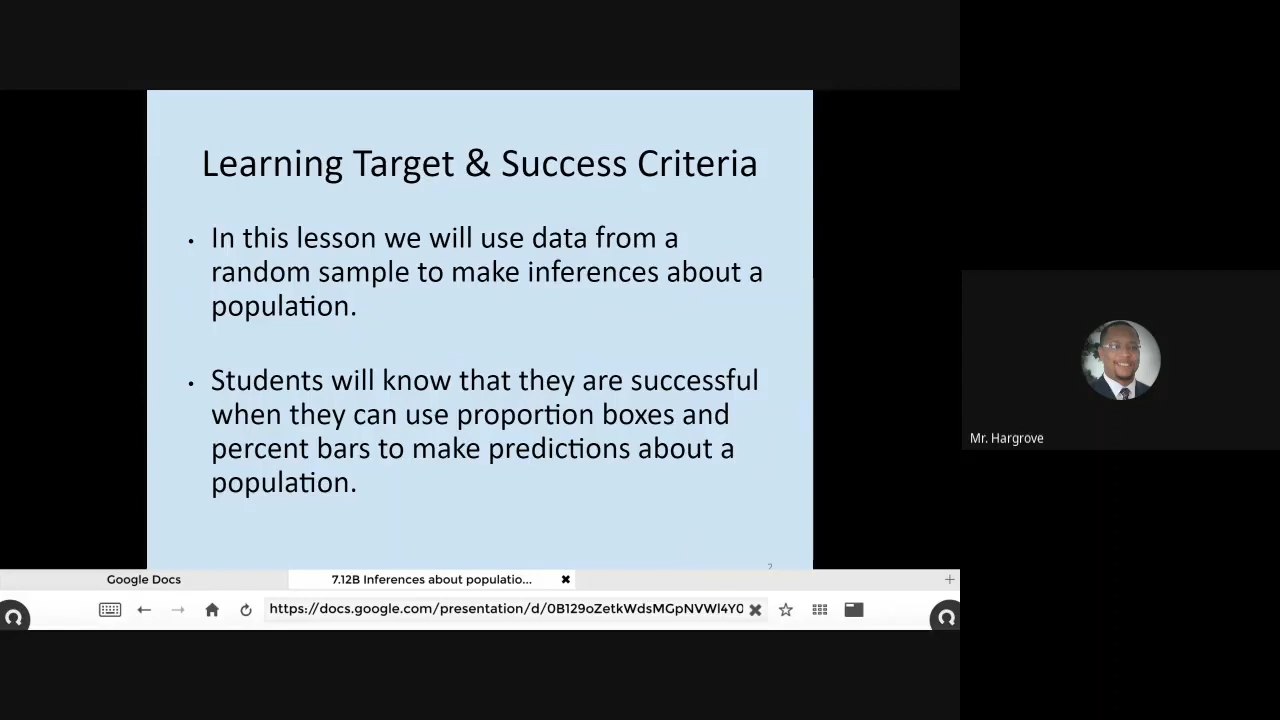 Learning Target & Success Criteria
• In this lesson we will use data from a
random sample to make inferences about a
population.
• Students will know that they are successful
when they can use proportion boxes and
percent bars to make predictions about a
population.
2
Mr. Hargrove
Google Docs
7.12B Inferences about populatio...
https://docs.google.com/presentation/d/0B129oZetkWdsMGpNVWl4Y0